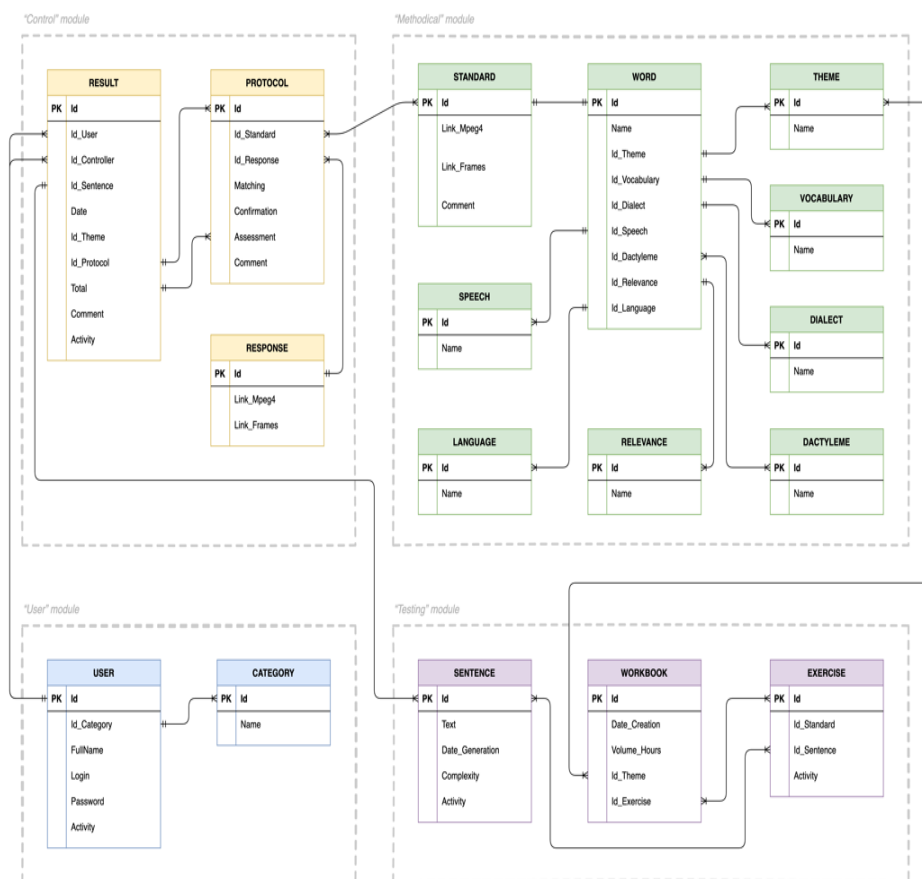 "Control" module
RESULT
PK Id
Id_User
Id_Controller
Id_Sentence
Date
Id_Theme
Id_Protocol
Total
Comment
Activity
PROTOCOL
PK Id
Id_Standard
Id_Response
Matching
Confirmation
Assessment
Comment
RESPONSE
PK Id
Link_Mpeg4
Link_Frames
"Methodical" module
STANDARD
PK Id
Link_Mpeg4
Link_Frames
Comment
WORD
PK Id
Name
Id_Theme
Id_Vocabulary
Id_Dialect
Id_Speech
Id_Dactyleme
Id_Relevance
Id_Language
THEME
PK Id
Name
VOCABULARY
PK Id
Name
SPEECH
PK Id
Name
DIALECT
PK Id
Name
LANGUAGE
PK Id
Name
RELEVANCE
PK Id
Name
DACTYLEME
PK Id
Name
"User" module
USER
PK Id
Id_Category
FullName
Login
Password
Activity
CATEGORY
PK Id
Name
"Testing" module
SENTENCE
PK Id
Text
Date_Generation
Complexity
Activity
WORKBOOK
PK Id
Date_Creation
Volume_Hours
Id_Theme
Id_Exercise
EXERCISE
PK Id
Id_Standard
Id_Sentence
Activity